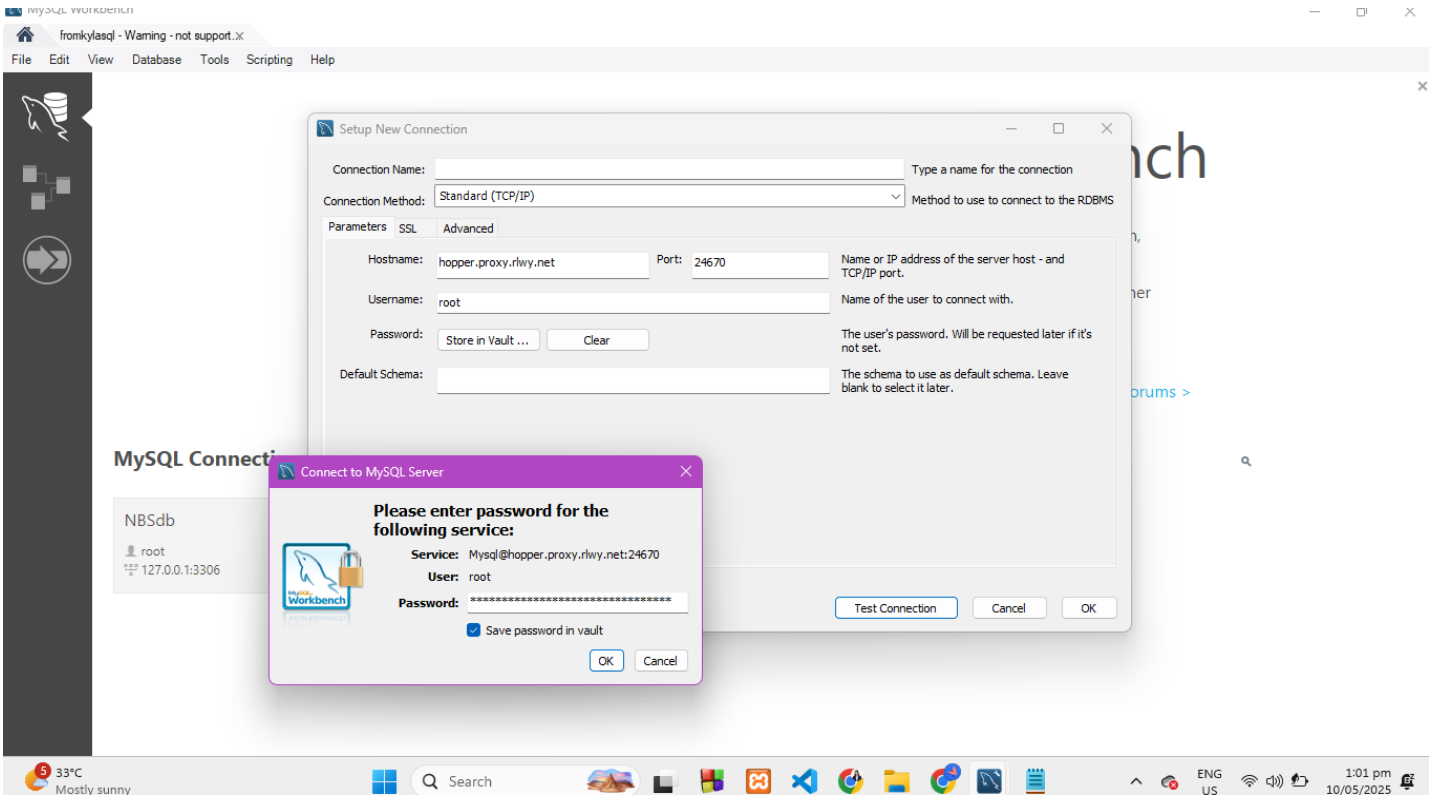 MySQL Workbench
fromkylasql - Warning - not support.
File Edit View Database Tools Scripting Help
Setup New Connection
Connection Name: Type a name for the connection
Connection Method: Standard (TCP/IP) Method to use to connect to the RDBMS
Parameters SSL Advanced
Hostname: hopper.proxy.rlwy.net Port: 24670 Name or IP address of the server host - and
TCP/IP port.
Username: root Name of the user to connect with.
Password: Store in Vault ... Clear The user's password. Will be requested later if it's
not set.
Default Schema: The schema to use as default schema. Leave
blank to select it later.
nch
n,
her
orums >
MySQL Connecti
NBSdb
root
127.0.0.1:3306
Connect to MySQL Server
Please enter password for the
following service:
Service: Mysql@hopper.proxy.rlwy.net:24670
User: root
Password: ********************************
Save password in vault
OK Cancel
MySQL
Workbench
Test Connection Cancel OK
5
33°C
Mostly sunny
Search
ENG
US
1:01 pm
10/05/2025